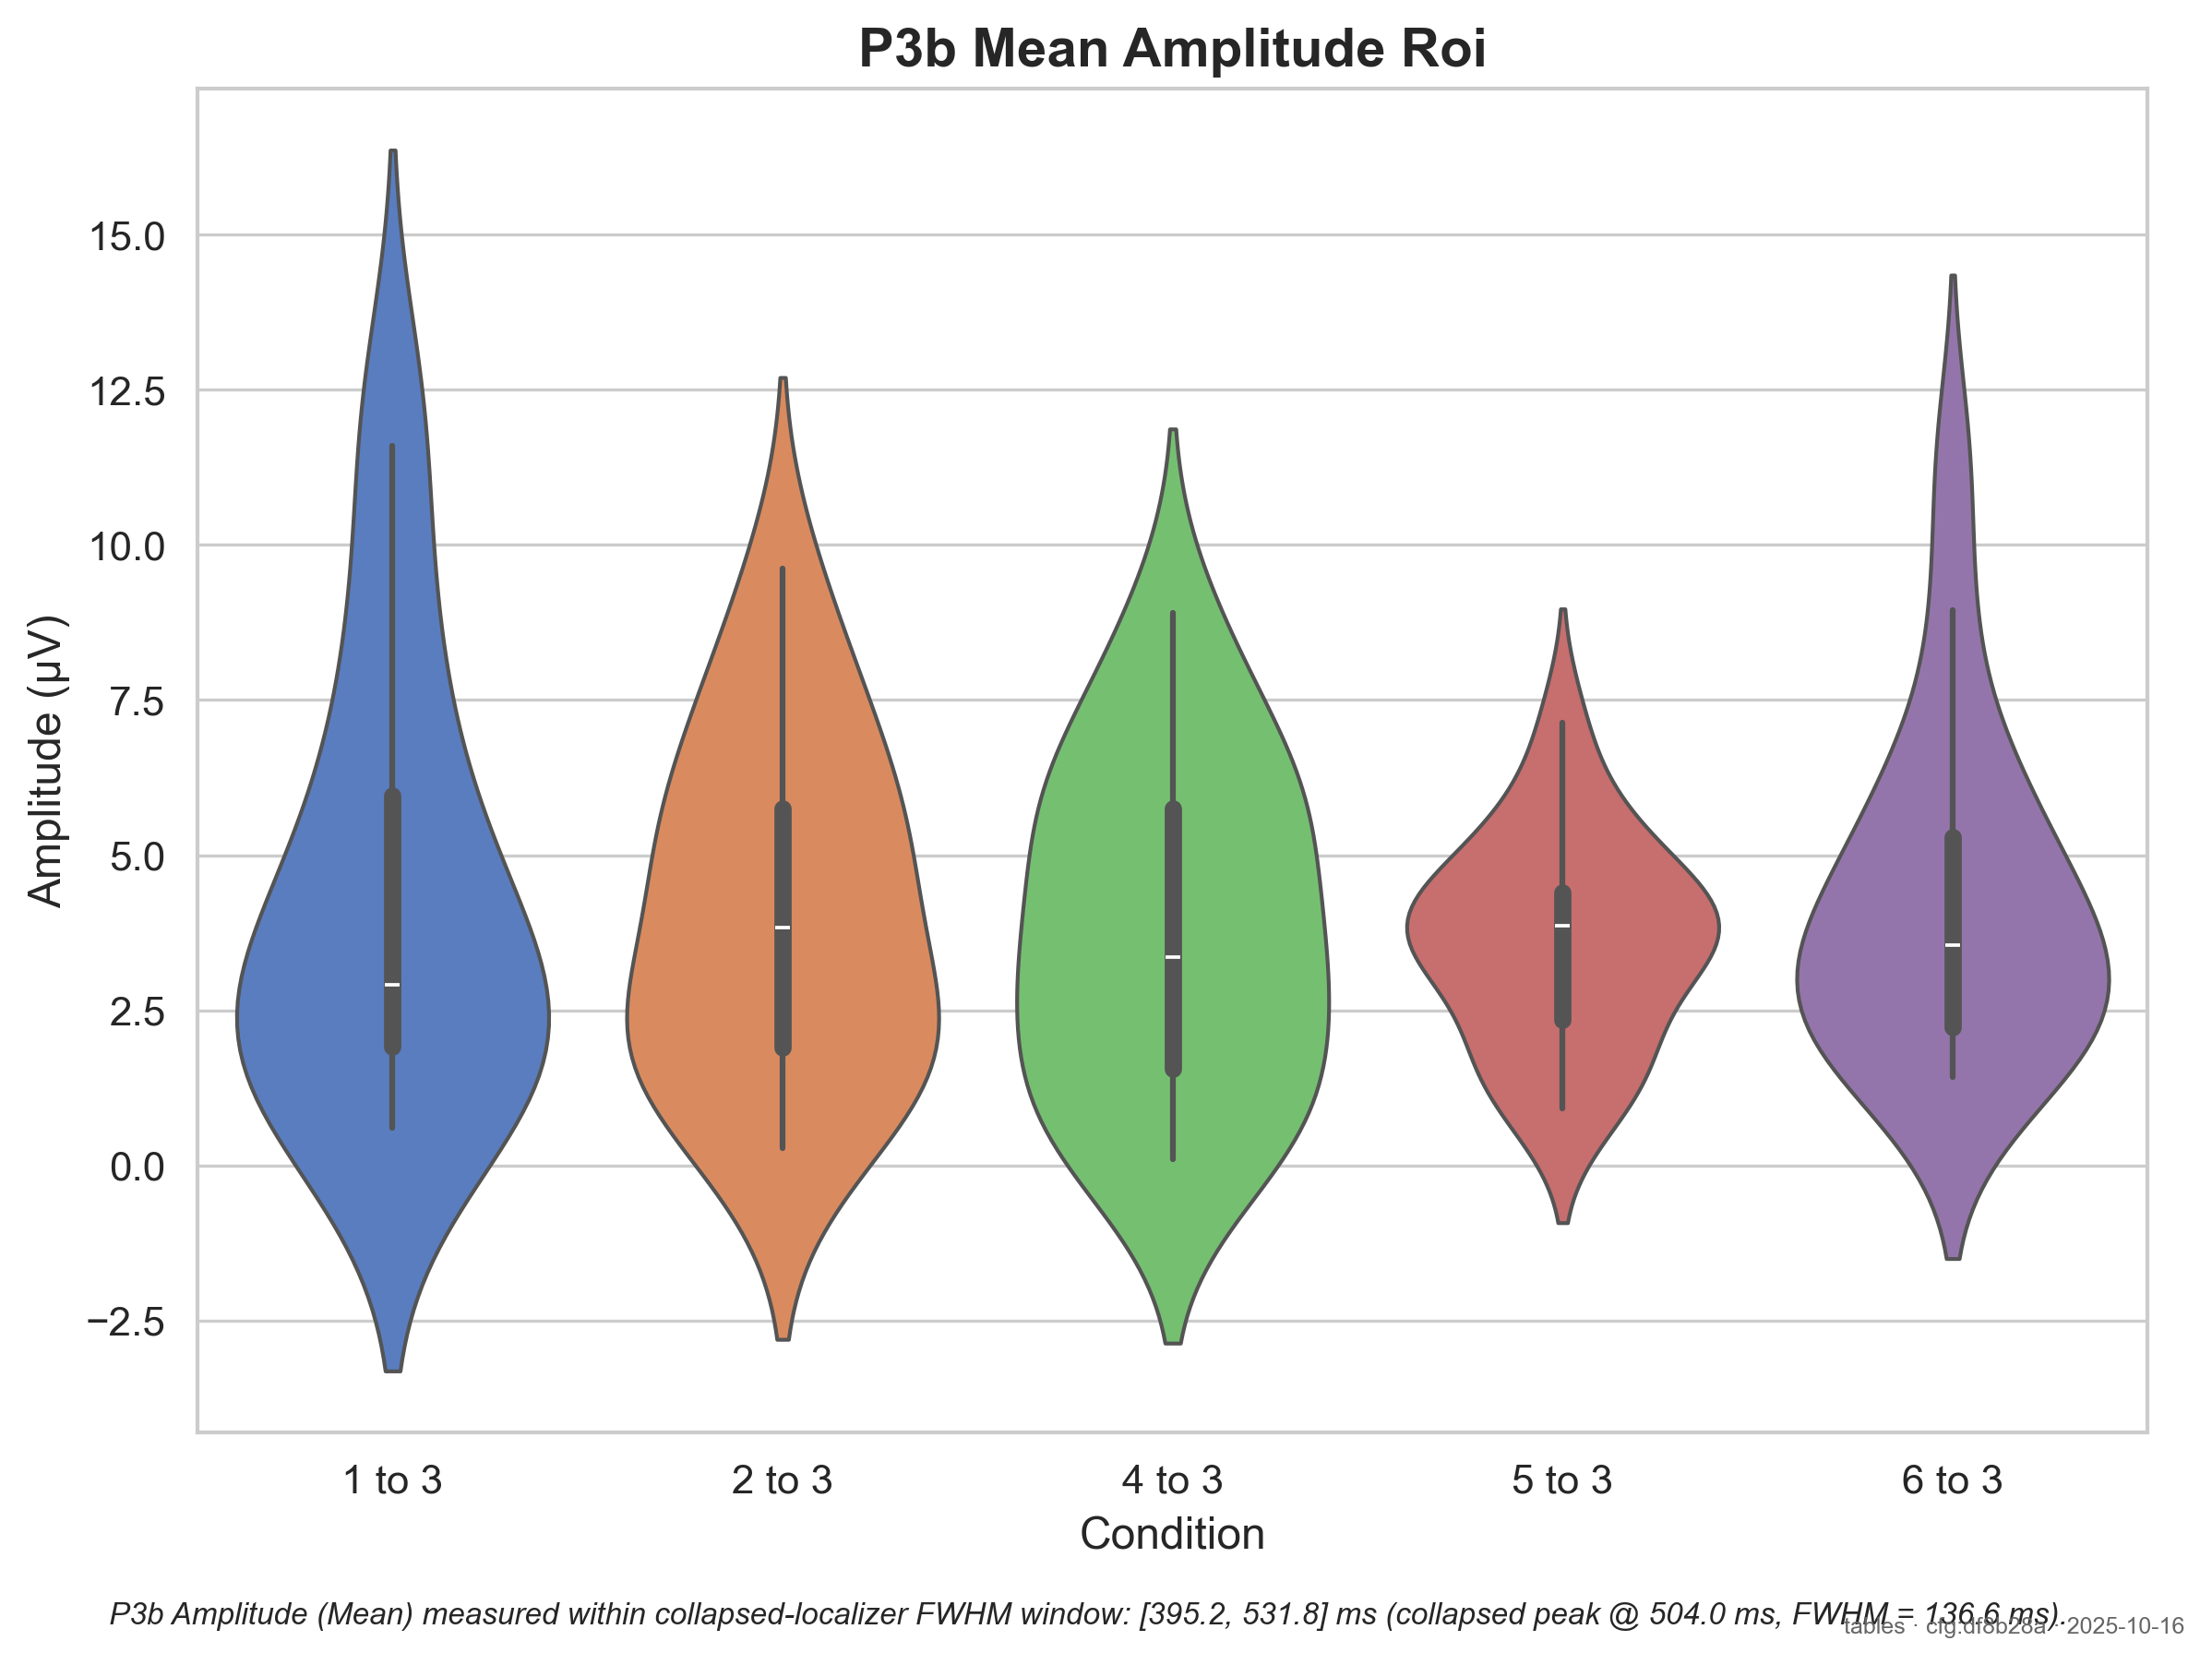 P3b Mean Amplitude Roi
Amplitude (µV)
15.0
12.5
10.0
7.5
5.0
2.5
0.0
−2.5
1 to 3 2 to 3 4 to 3 5 to 3 6 to 3
Condition
P3b Amplitude (Mean) measured within collapsed-localizer FWHM window: [395.2, 531.8] ms (collapsed peak @ 504.0 ms, FWHM = 136.6 ms).
tables · cfg:df8b28a · 2025-10-16